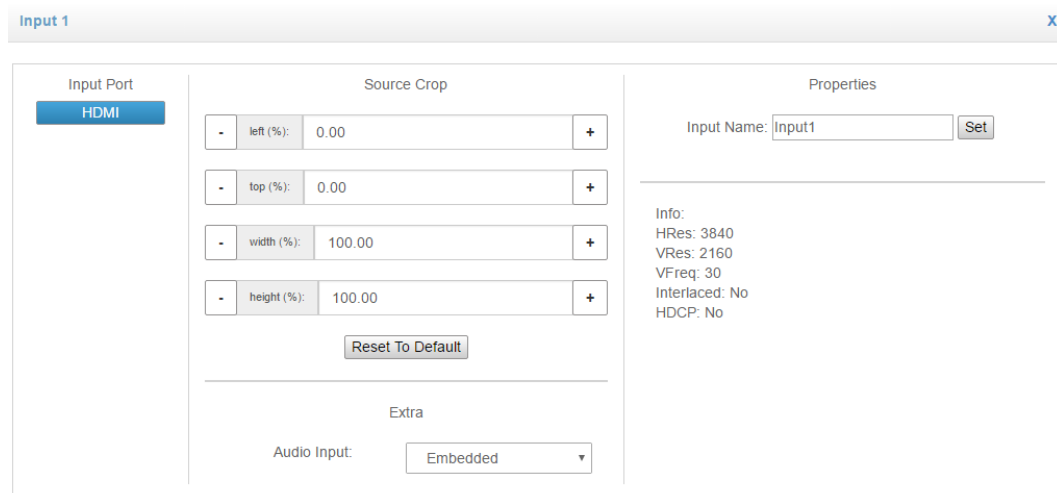 Input 1
X
Input Port
HDMI
Source Crop
- left (%): 0.00 +
- top (%): 0.00 +
- width (%): 100.00 +
- height (%): 100.00 +
Reset To Default
Extra
Audio Input: Embedded
Properties
Input Name: Input1 Set
Info:
HRes: 3840
VRes: 2160
VFreq: 30
Interlaced: No
HDCP: No